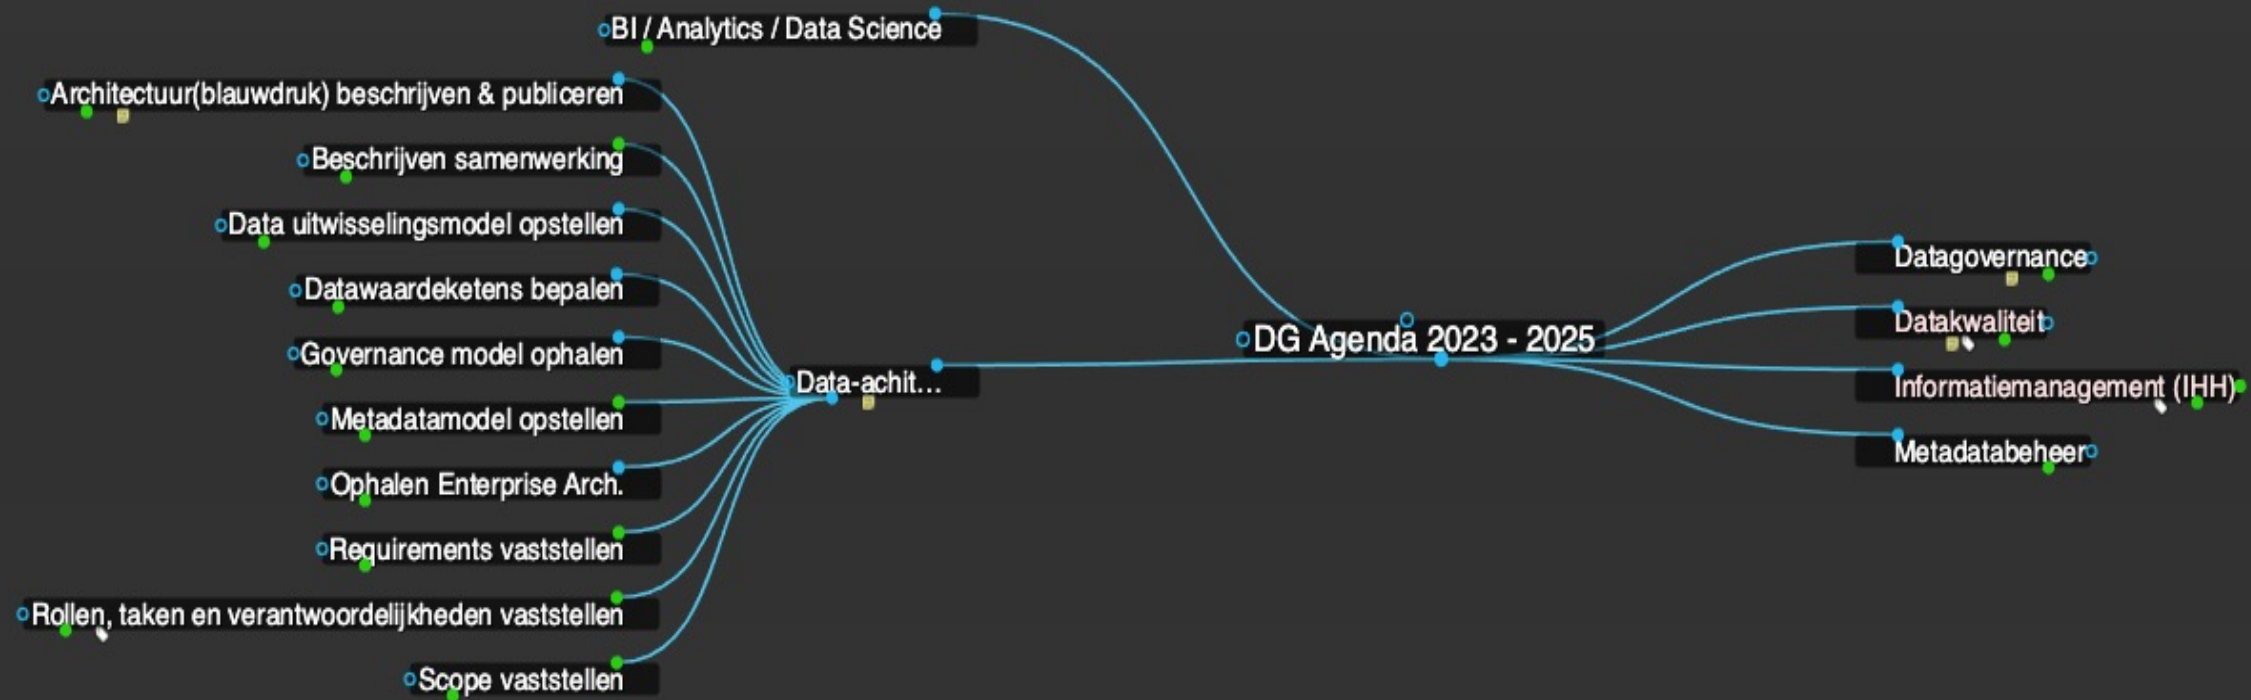 BI / Analytics / Data Science
Architectuur(blauwdruk) beschrijven & publiceren
Beschrijven samenwerking
Data uitwisselingsmodel opstellen
Datawaardeketens bepalen
Governance model ophalen
Metadatamodel opstellen
Ophalen Enterprise Arch.
Requirements vaststellen
Rollen, taken en verantwoordelijkheden vaststellen
Scope vaststellen
Data-achit...
DG Agenda 2023 - 2025
Datagovernance
Datakwaliteit
Informatiemanagement (IHH)
Metadatabeheer